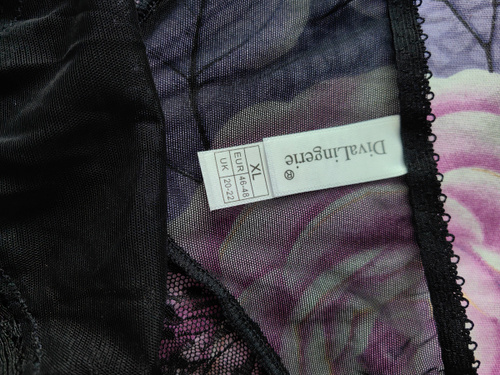 DivaLingerie
®
XL
EUR 46-48
UK 20-22